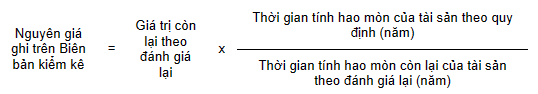 Nguyên giá
ghi trên Biên
bản kiểm kê
=
Giá trị còn
lại theo
đánh giá
lại
x
Thời gian tính hao mòn của tài sản theo quy
định (năm)
Thời gian tính hao mòn còn lại của tài sản
theo đánh giá lại (năm)